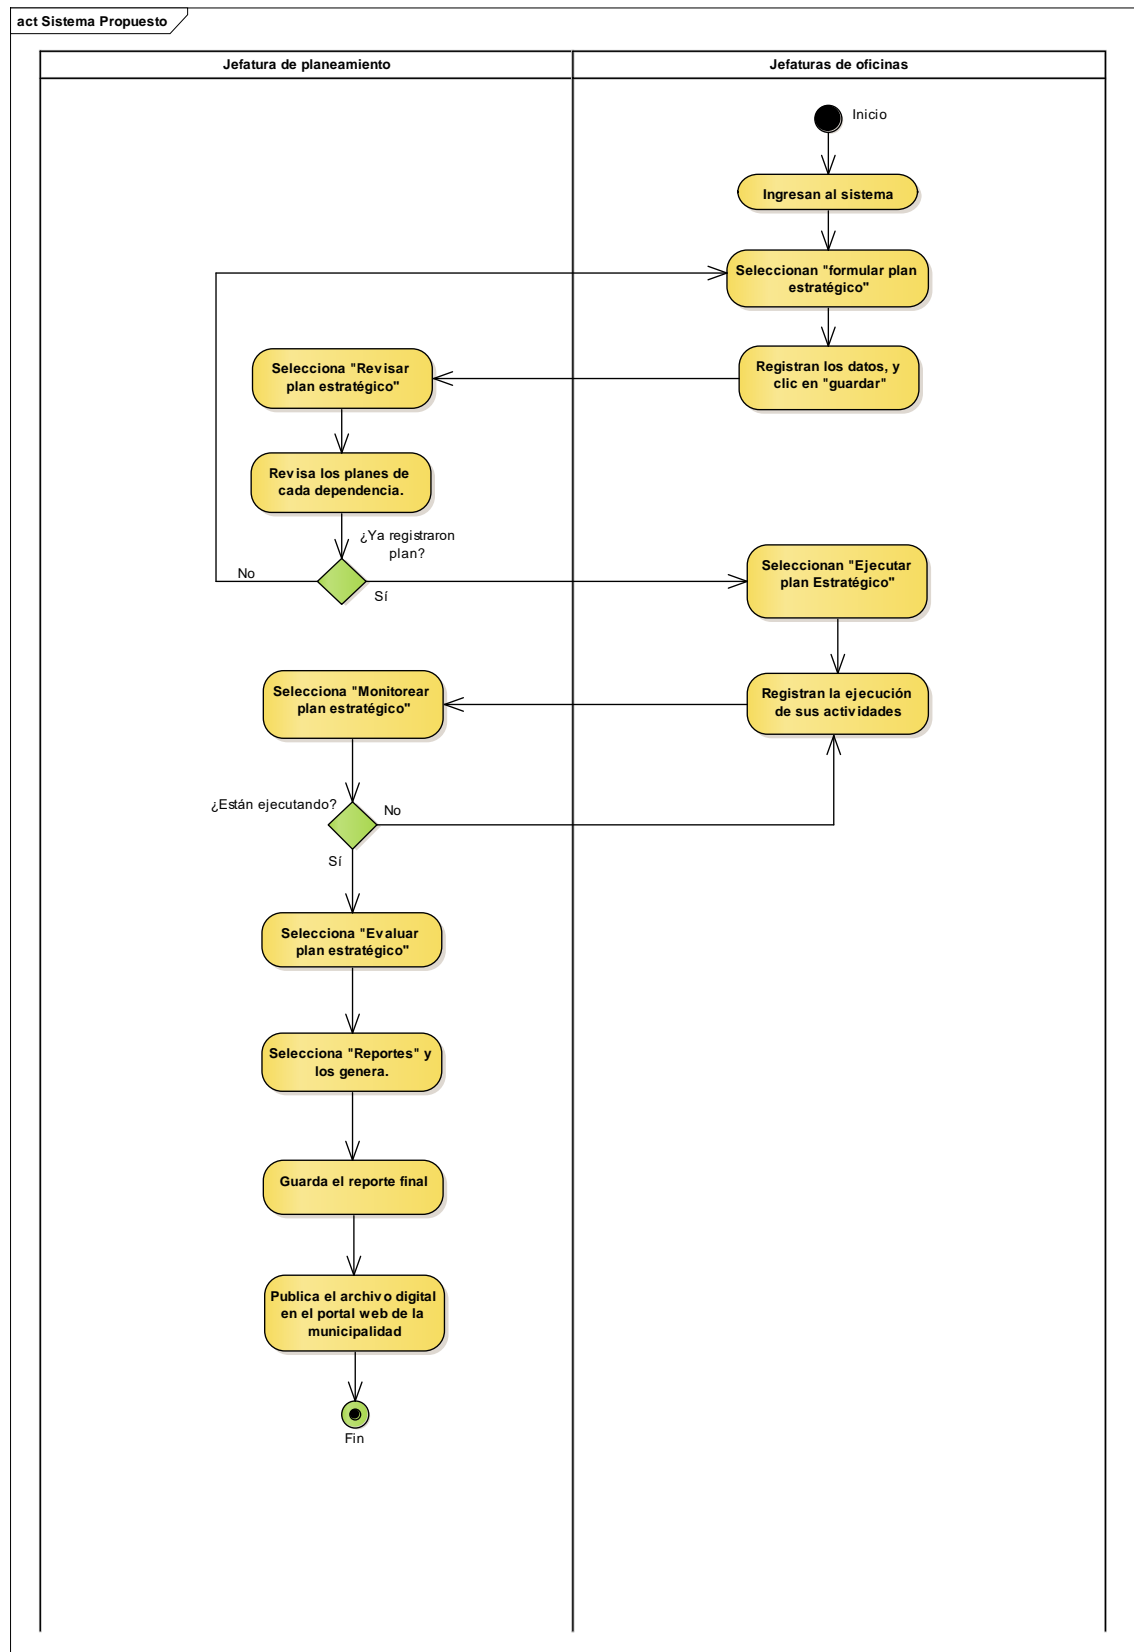 act Sistema Propuesto
Jefatura de planeamiento
Jefaturas de oficinas
Inicio
Ingresan al sistema
Seleccionan "formular plan
estratégico"
Registran los datos, y
clic en "guardar"
Selecciona "Revisar
plan estratégico"
Revisa los planes de
cada dependencia.
¿Ya registraron
plan?
No
Sí
Seleccionan "Ejecutar
plan Estratégico"
Registran la ejecución
de sus actividades
Selecciona "Monitorear
plan estratégico"
¿Están ejecutando?
No
Sí
Selecciona "Evaluar
plan estratégico"
Selecciona "Reportes" y
los genera.
Guarda el reporte final
Publica el archivo digital
en el portal web de la
municipalidad
Fin